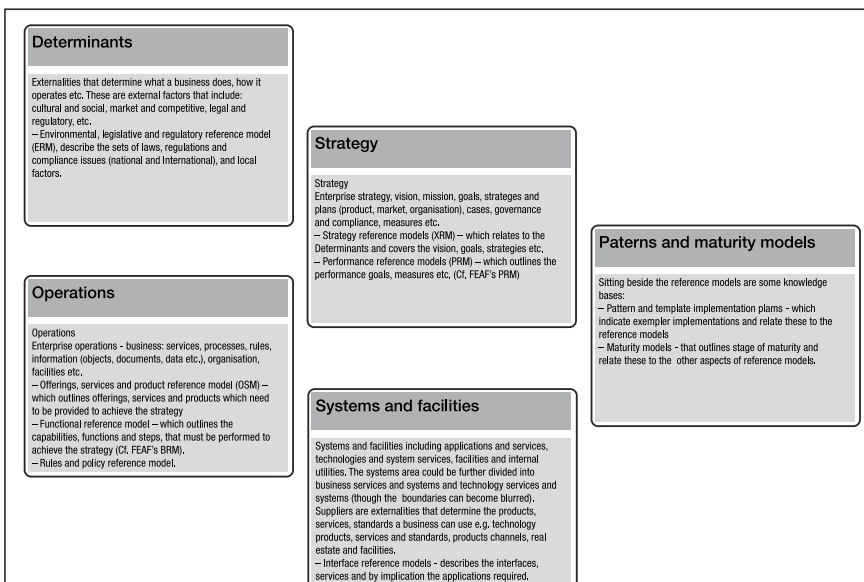 Determinants
Externalities that determine what a business does, how it
operates etc. These are external factors that include:
cultural and social, market and competitive, legal and
regulatory, etc.
– Environmental, legislative and regulatory reference model
(ERM), describe the sets of laws, regulations and
compliance issues (national and International), and local
factors.
Operations
Operations
Enterprise operations - business: services, processes, rules,
information (objects, documents, data etc.), organisation,
facilities etc.
– Offerings, services and product reference model (OSM) –
which outlines offerings, services and products which need
to be provided to achieve the strategy
– Functional reference model – which outlines the
capabilities, functions and steps, that must be performed to
achieve the strategy (Cf. FEAF's BRM).
– Rules and policy reference model.
Strategy
Strategy
Enterprise strategy, vision, mission, goals, strateges and
plans (product, market, organisation), cases, governance
and compliance, measures etc.
– Strategy reference models (XRM) – which relates to the
Determinants and covers the vision, goals, strategies etc.
– Performance reference models (PRM) – which outlines the
performance goals, measures etc. (Cf. FEAF's PRM)
Systems and facilities
Systems and facilities including applications and services,
technologies and system services, facilities and internal
utilities. The systems area could be further divided into
business services and systems and technology services and
systems (though the boundaries can become blurred).
Suppliers are externalities that determine the products,
services, standards a business can use e.g. technology
products, services and standards, products channels, real
estate and facilities.
– Interface reference models - describes the interfaces,
services and by implication the applications required.
Paterns and maturity models
Sitting beside the reference models are some knowledge
bases:
– Pattern and template implementation plams - which
indicate exempler implementations and relate these to the
reference models
– Maturity models - that outlines stage of maturity and
relate these to the other aspects of reference models.